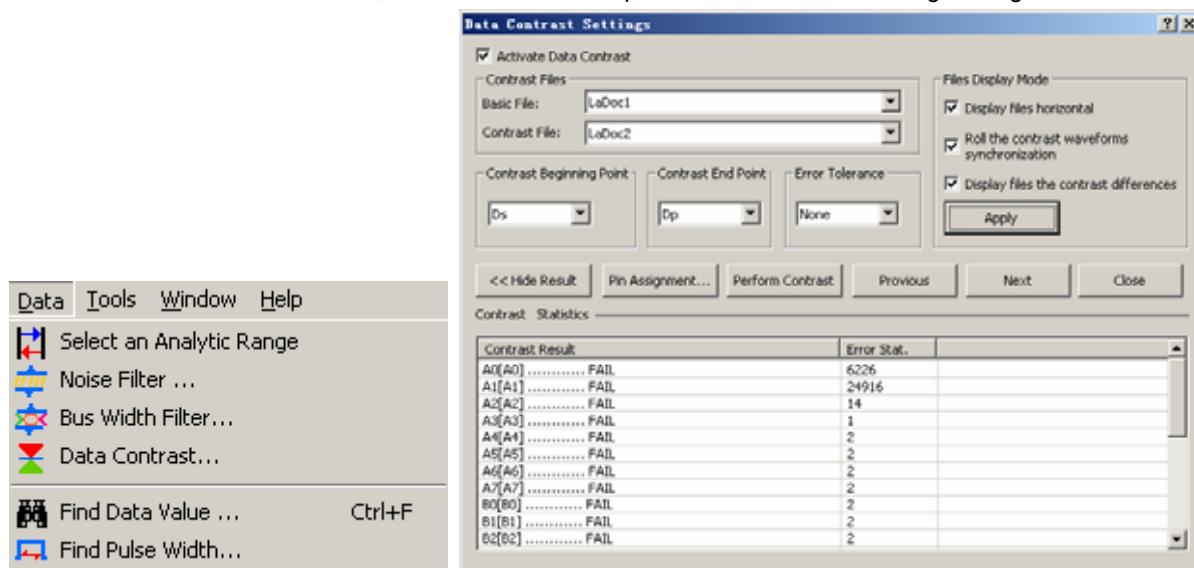 Data Tools Window Help
Select an Analytic Range
Noise Filter ...
Bus Width Filter...
Data Contrast...
Find Data Value ... Ctrl+F
Find Pulse Width...
Data Contrast Settings
Activate Data Contrast
Contrast Files
Basic File: LaDoc1
Contrast File: LaDoc2
Files Display Mode
Display files horizontal
Roll the contrast waveforms
synchronization
Display files the contrast differences
Apply
Contrast Beginning Point Contrast End Point Error Tolerance
Ds Dp None
<< Hide Result Pin Assignment... Perform Contrast Previous Next Close
Contrast Statistics
Contrast Result Error Stat.
A0[A0] ............ FAIL 6226
A1[A1] ............ FAIL 24916
A2[A2] ............ FAIL 14
A3[A3] ............ FAIL 1
A4[A4] ............ FAIL 2
A5[A5] ............ FAIL 2
A6[A6] ............ FAIL 2
A7[A7] ............ FAIL 2
B0[B0] ............ FAIL 2
B1[B1] ............ FAIL 2
B2[B2] ............ FAIL 2